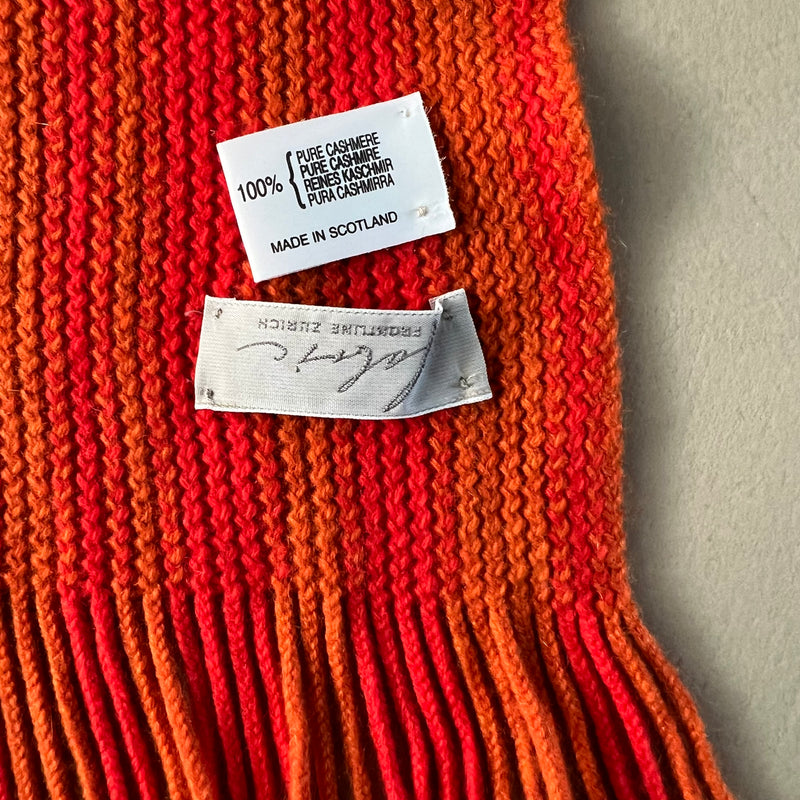 100%
PURE CASHMERE
PURE CASHMIRE
REINES KASCHMIR
PURA CASHMIRRA
MADE IN SCOTLAND
FRONTLINE ZURICH